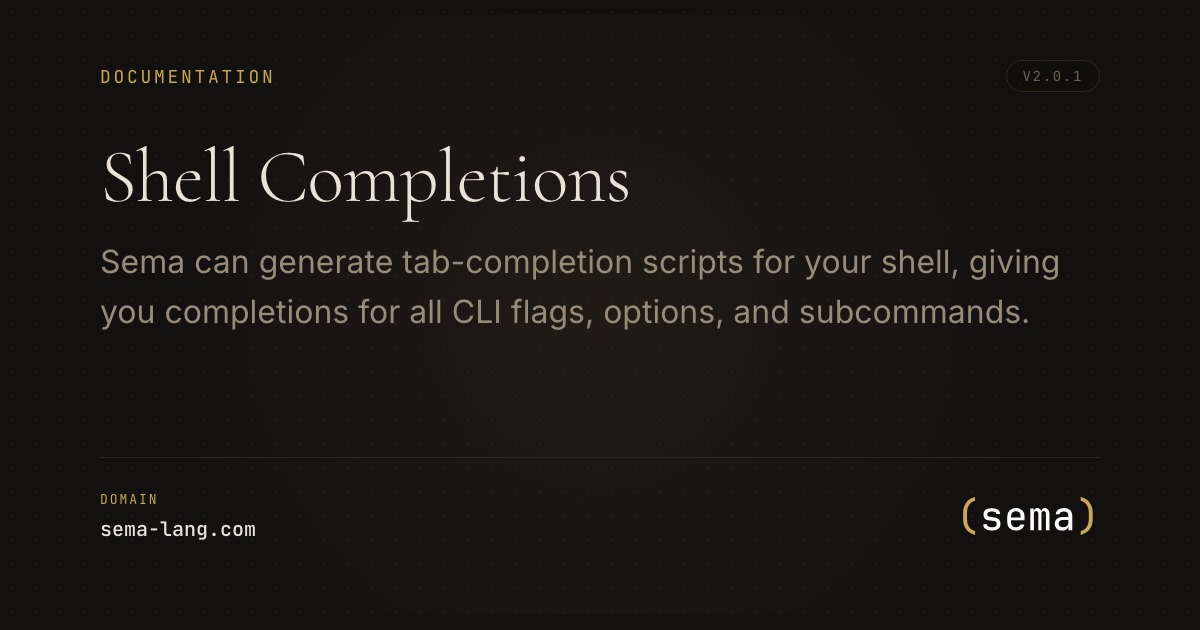 DOCUMENTATION
V2.0.1
Shell Completions
Sema can generate tab-completion scripts for your shell, giving
you completions for all CLI flags, options, and subcommands.
DOMAIN
sema-lang.com
(sema)